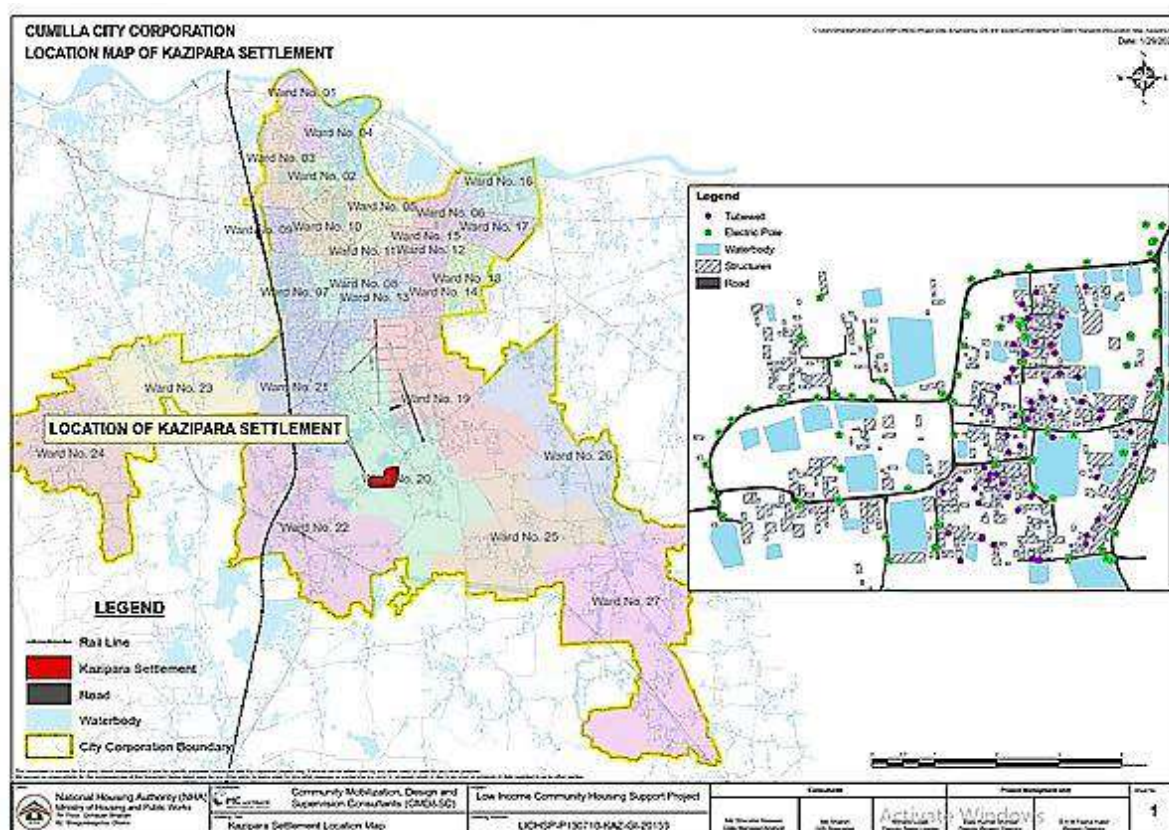 CUMILLA CITY CORPORATION
LOCATION MAP OF KAZIPARA SETTLEMENT
Ward No. 01
Ward No. 04
Ward No. 03
Ward No. 02
Ward No. 16
Ward No. 05
Ward No. 06
Ward No. 09
Ward No. 10
Ward No. 15
Ward No. 17
Ward No. 11
Ward No. 12
Ward No. 07
Ward No. 08
Ward No. 18
Ward No. 13
Ward No. 14
Ward No. 23
Ward No. 21
Ward No. 19
LOCATION OF KAZIPARA SETTLEMENT
Ward No. 24
Ward No. 26
No. 20
Ward No. 22
Ward No. 25
Ward No. 27
Legend
Tubewell
Electric Pole
Waterbody
Structures
Road
LEGEND
Rail Line
Kazipara Settlement
Road
Waterbody
City Corporation Boundary
National Housing Authority (NHA)
Ministry of Housing and Public Works
Community Mobilization, Design and
Supervision Consultants (CMD&SC)
Kazipara Settlement Location Map
Low Income Community Housing Support Project
Activate Windows
1